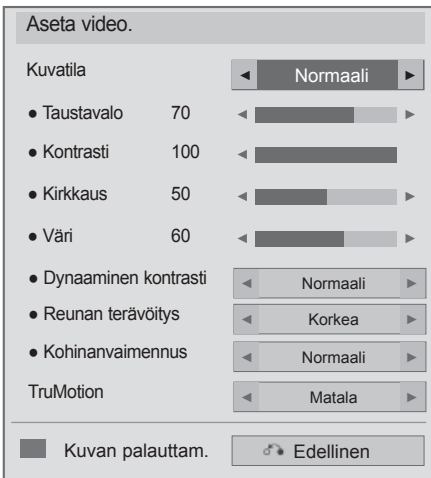 Aseta video.
Kuvatila ◄ Normaali ►
● Taustavalo 70 ◄ ►
● Kontrasti 100 ◄
● Kirkkaus 50 ◄ ►
● Väri 60 ◄ ►
● Dynaaminen kontrasti ◄ Normaali ►
● Reunan terävöitys ◄ Korkea ►
● Kohinanvaimennus ◄ Normaali ►
TruMotion ◄ Matala ►
Kuvan palauttam. Edellinen